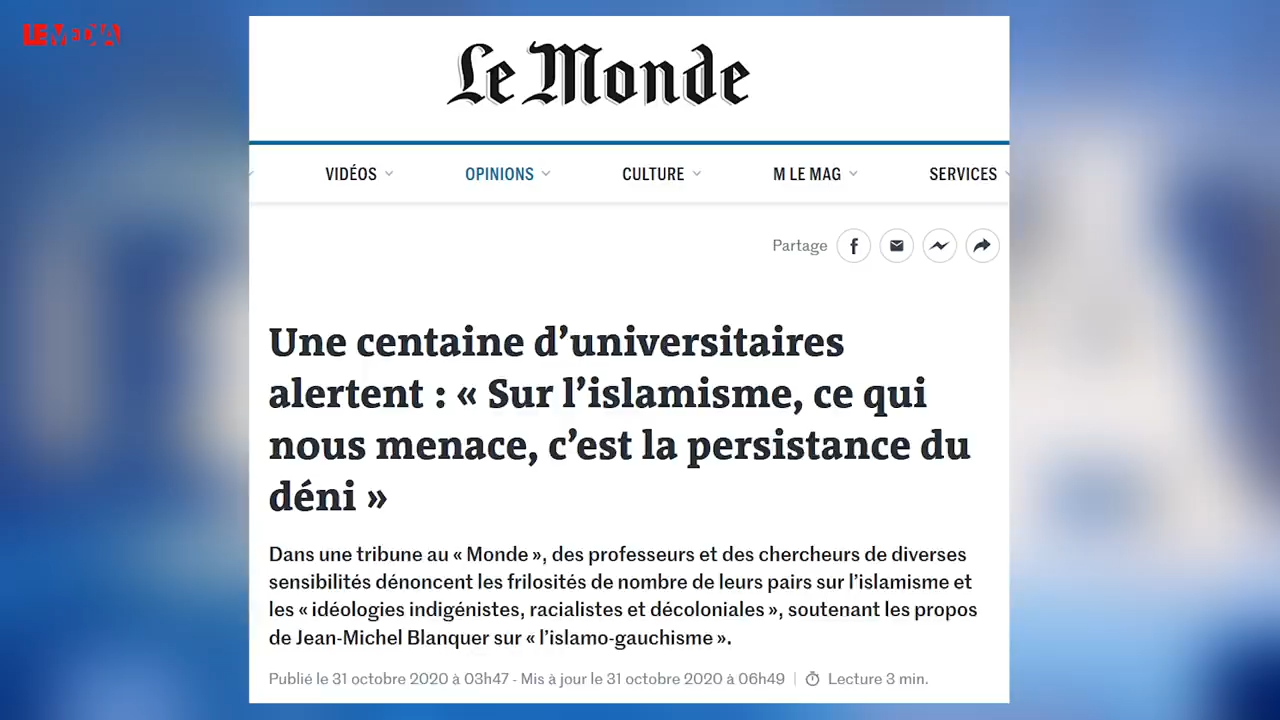 LEMEDIA
Le Monde
VIDÉOS OPINIONS CULTURE M LE MAG SERVICES
Partage
Une centaine d’universitaires
alertent : « Sur l’islamisme, ce qui
nous menace, c’est la persistance du
déni »
Dans une tribune au « Monde », des professeurs et des chercheurs de diverses
sensibilités dénoncent les frilosités de nombre de leurs pairs sur l’islamisme et
les « idéologies indigénistes, racialistes et décoloniales », soutenant les propos
de Jean-Michel Blanquer sur « l’islamo-gauchisme ».
Publié le 31 octobre 2020 à 03h47 - Mis à jour le 31 octobre 2020 à 06h49 | Lecture 3 min.